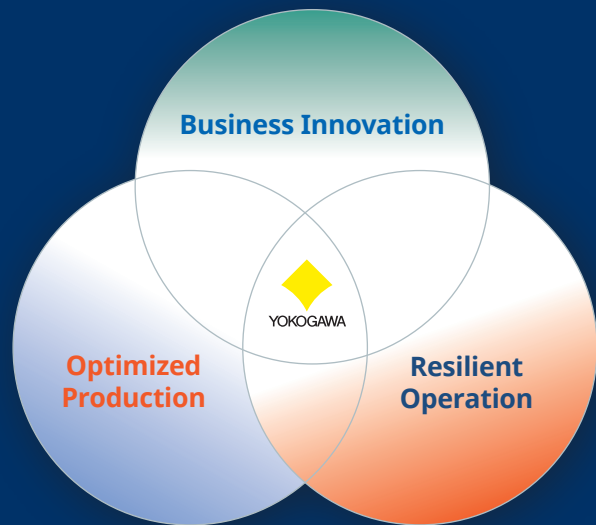 Business Innovation
YOKOGAWA
Optimized
Production
Resilient
Operation